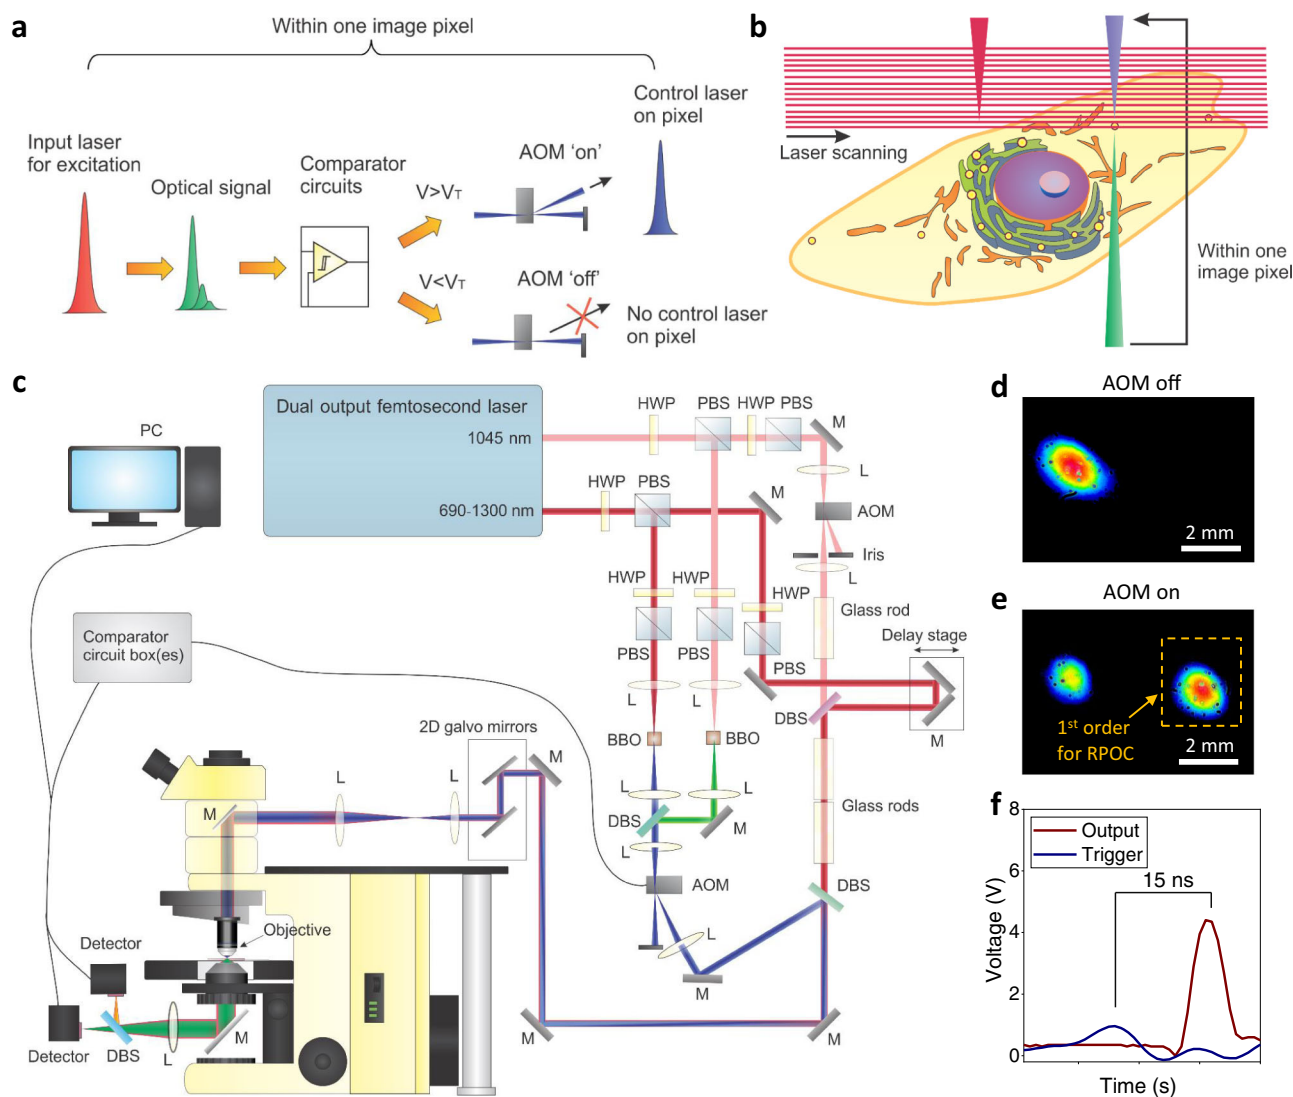 a
Within one image pixel
Input laser
for excitation
Optical signal
Comparator
circuits
V>VT
AOM 'on'
Control laser
on pixel
V<VT
AOM 'off'
No control laser
on pixel
b
Laser scanning
Within one
image pixel
c
PC
Dual output femtosecond laser
1045 nm
690-1300 nm
HWP
PBS
HWP
PBS
M
L
HWP
PBS
M
AOM
Iris
L
HWP
HWP
HWP
Glass rod
PBS
PBS
PBS
Delay stage
L
L
DBS
M
BBO
BBO
Comparator
circuit box(es)
2D galvo mirrors
M
L
L
M
L
L
Glass rods
DBS
M
L
AOM
DBS
L
M
Objective
Detector
Detector
DBS
L
M
M
M
d
AOM off
2 mm
e
AOM on
1st order
for RPOC
2 mm
f
8
6
4
2
0
Voltage (V)
Output
Trigger
15 ns
Time (s)